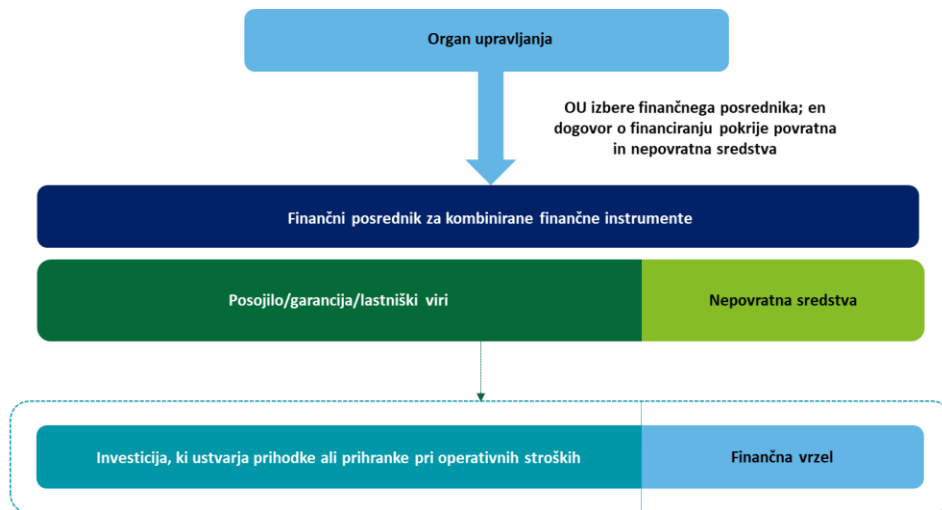 Organ upravljanja
OU izbere finančnega posrednika; en
dogovor o financiranju pokrije povratna
in nepovratna sredstva
Finančni posrednik za kombinirane finančne instrumente
Posojilo/garancija/lastniški viri
Nepovratna sredstva
Investicija, ki ustvarja prihodke ali prihranke pri operativnih stroških
Finančna vrzel